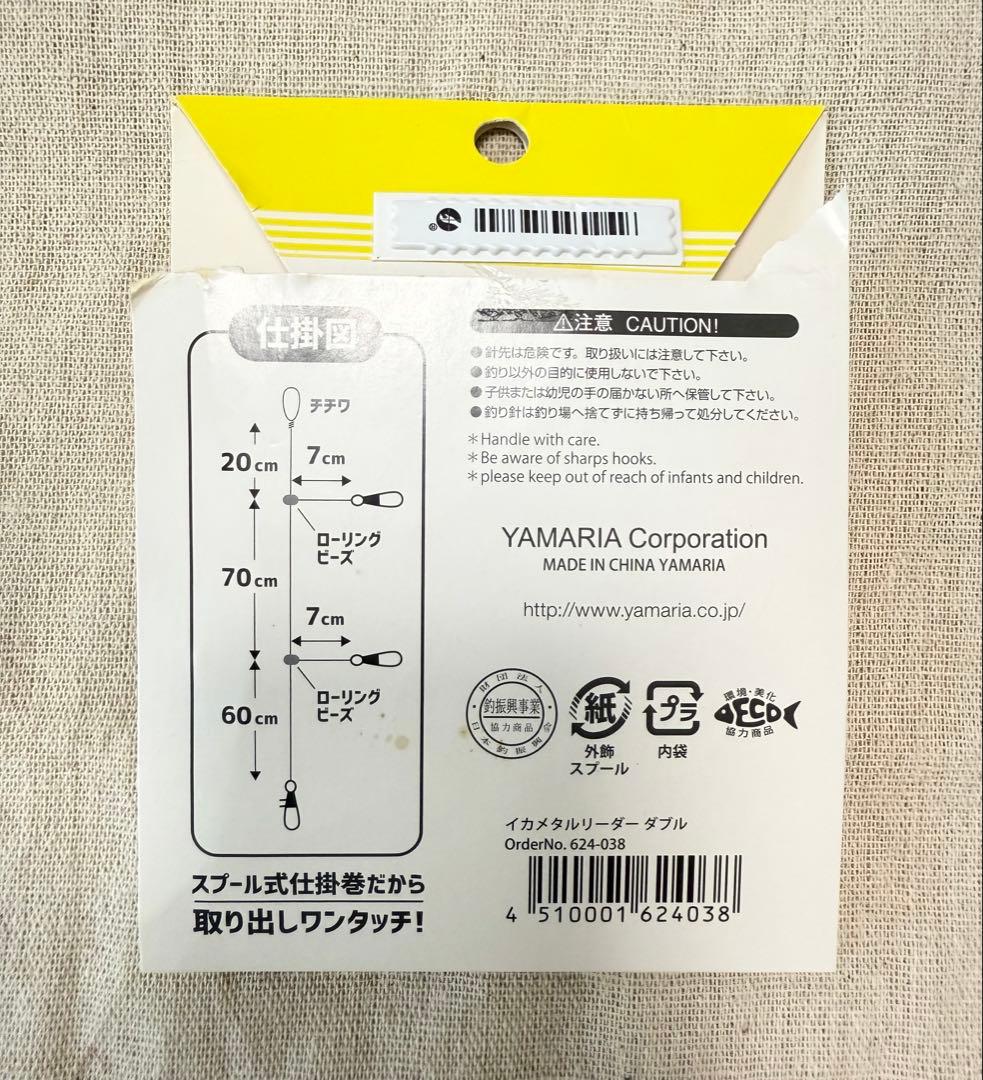 仕掛図
チチワ
20cm
7cm
ローリング
ビーズ
70cm
7cm
ローリング
ビーズ
60cm
スプール式仕掛巻だから
取り出しワンタッチ!
⚠注意 CAUTION!
●針先は危険です。取り扱いには注意して下さい。
●釣り以外の目的に使用しないで下さい。
●子供または幼児の手の届かない所へ保管して下さい。
●釣り針は釣り場へ捨てずに持ち帰って処分してください。
＊Handle with care.
＊Be aware of sharps hooks.
＊please keep out of reach of infants and children.
YAMARIA Corporation
MADE IN CHINA YAMARIA
http://www.yamaria.co.jp/
財団法人
釣振興事業
協力商品
日本釣振興会
紙
外飾
スプール
プラ
内袋
環境・美化
ECO
協力商品
イカメタルリーダー ダブル
OrderNo. 624-038
4 510001 624038